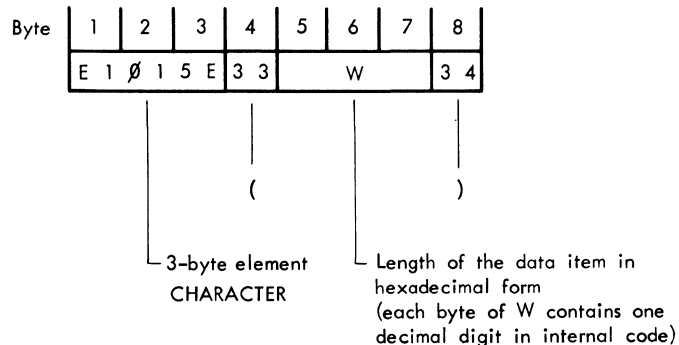 Byte 1 2 3 4 5 6 7 8
E 1 Ø 1 5 E 3 3 W 3 4
( )
3-byte element
CHARACTER
Length of the data item in
hexadecimal form
(each byte of W contains one
decimal digit in internal code)